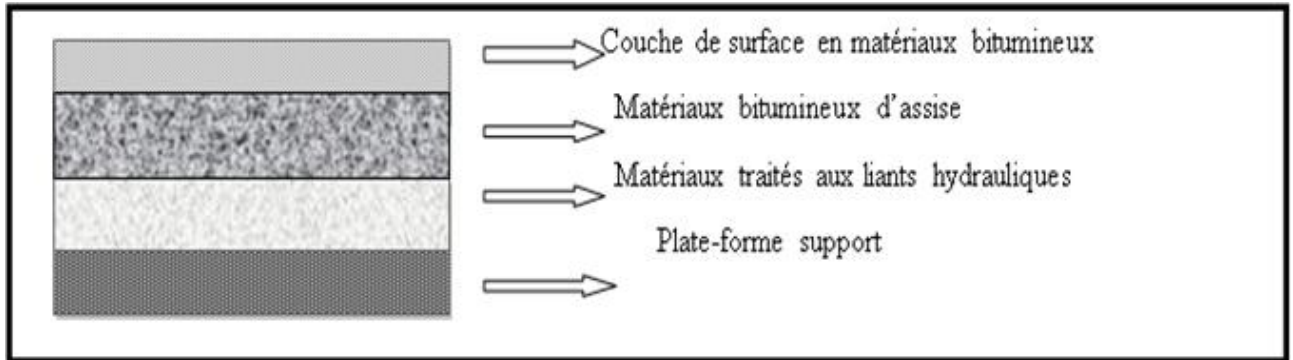 Couche de surface en matériaux bitumineux
Matériaux bitumineux d'assise
Matériaux traités aux liants hydrauliques
Plate-forme support